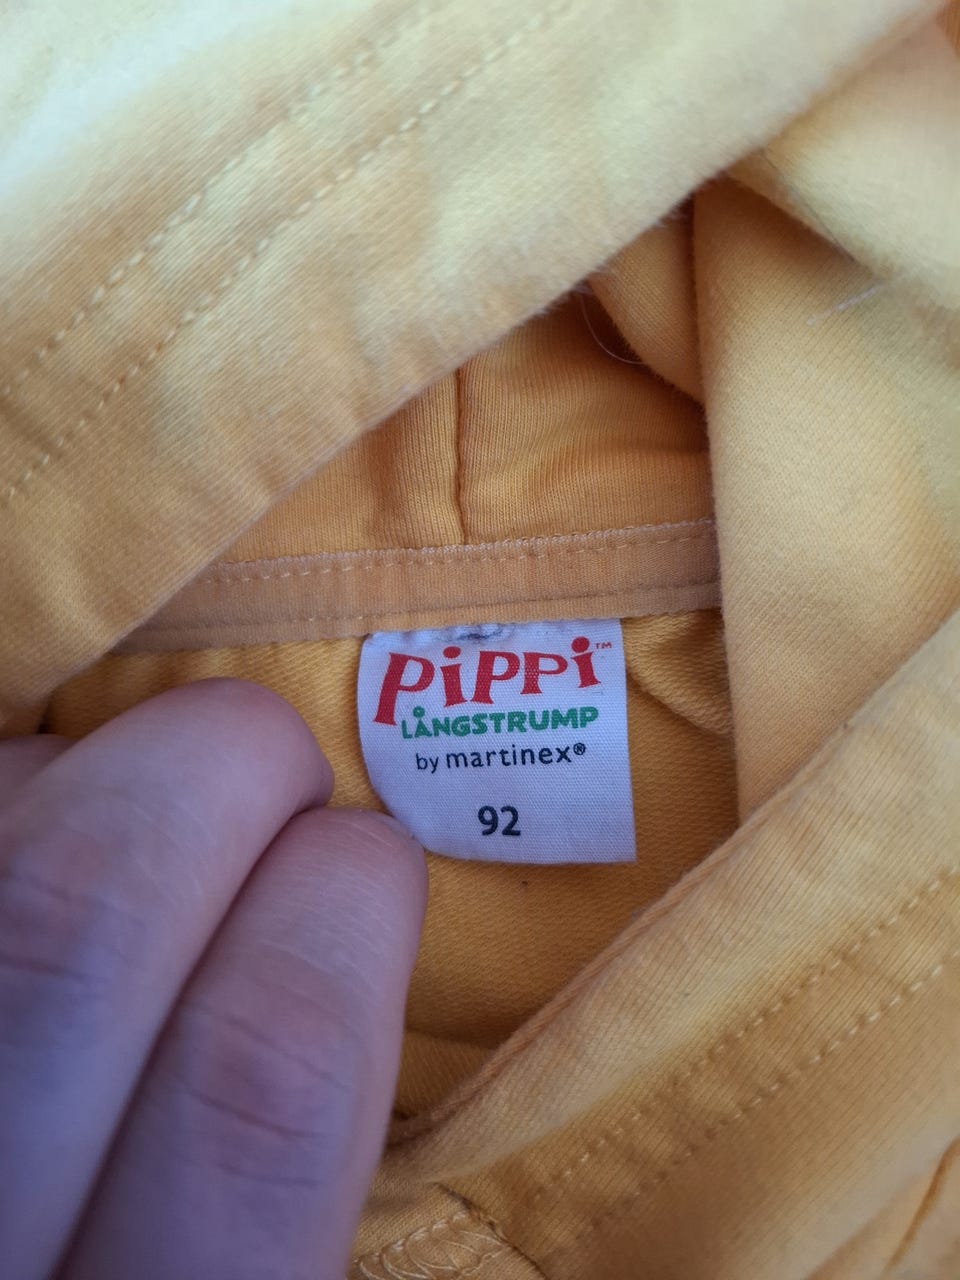 PiPPi™
LÅNGSTRUMP
by martinex®
92